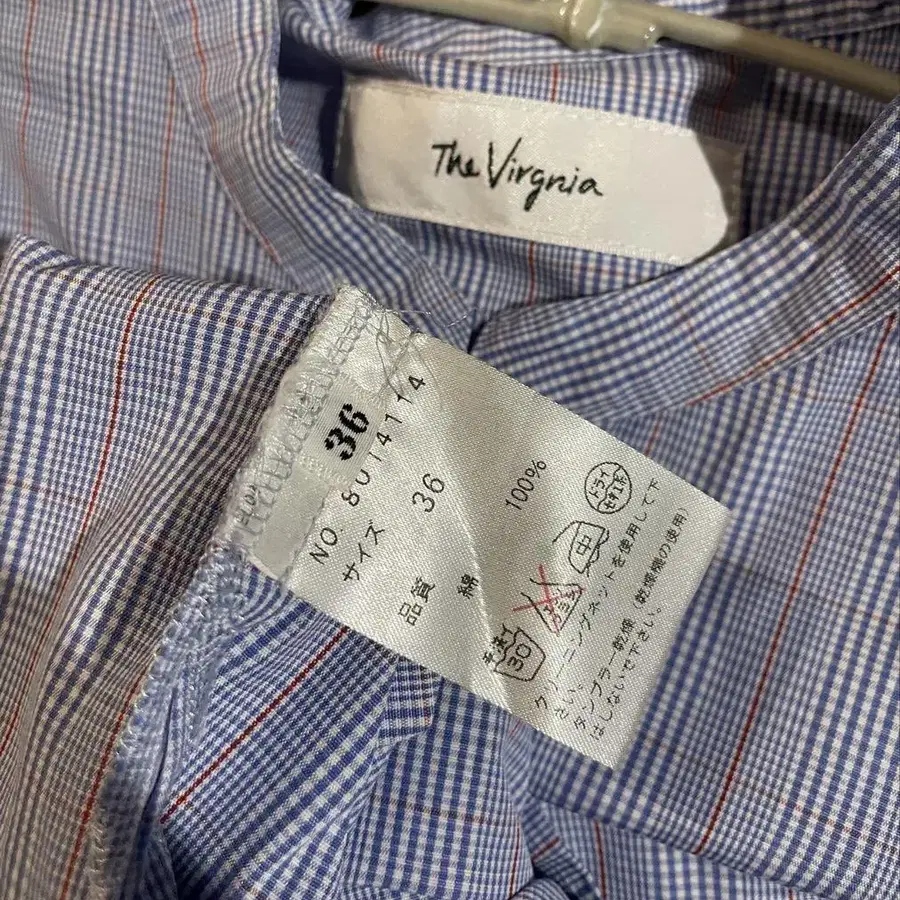 The Virgnia
36
NO. 8014114
サイズ 36
品質
綿 100%
手洗イ
30
中
ドライ
セキユ系
クリーニングネットを使用して下
さい。
タンブラー乾燥 (乾燥機の使用)
はしないで下さい。